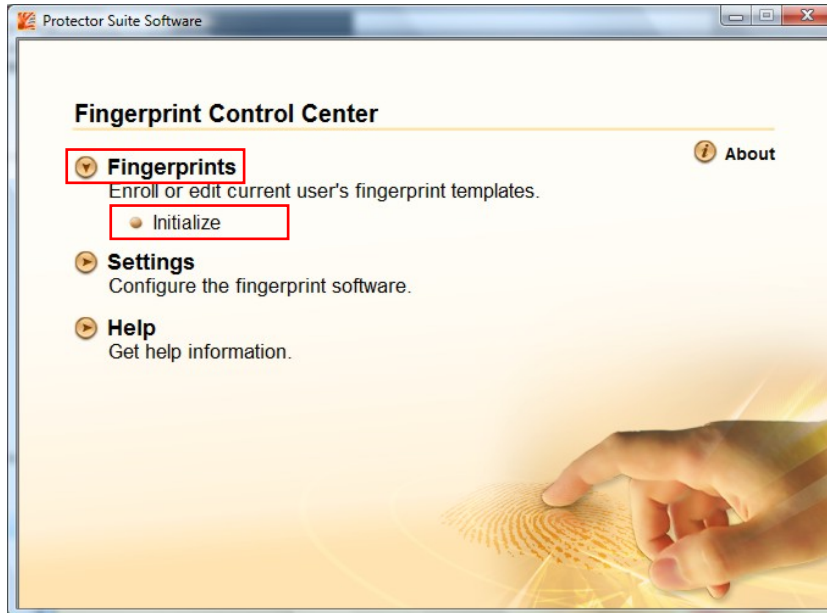 Protector Suite Software
Fingerprint Control Center
About
Fingerprints
Enroll or edit current user's fingerprint templates.
Initialize
Settings
Configure the fingerprint software.
Help
Get help information.